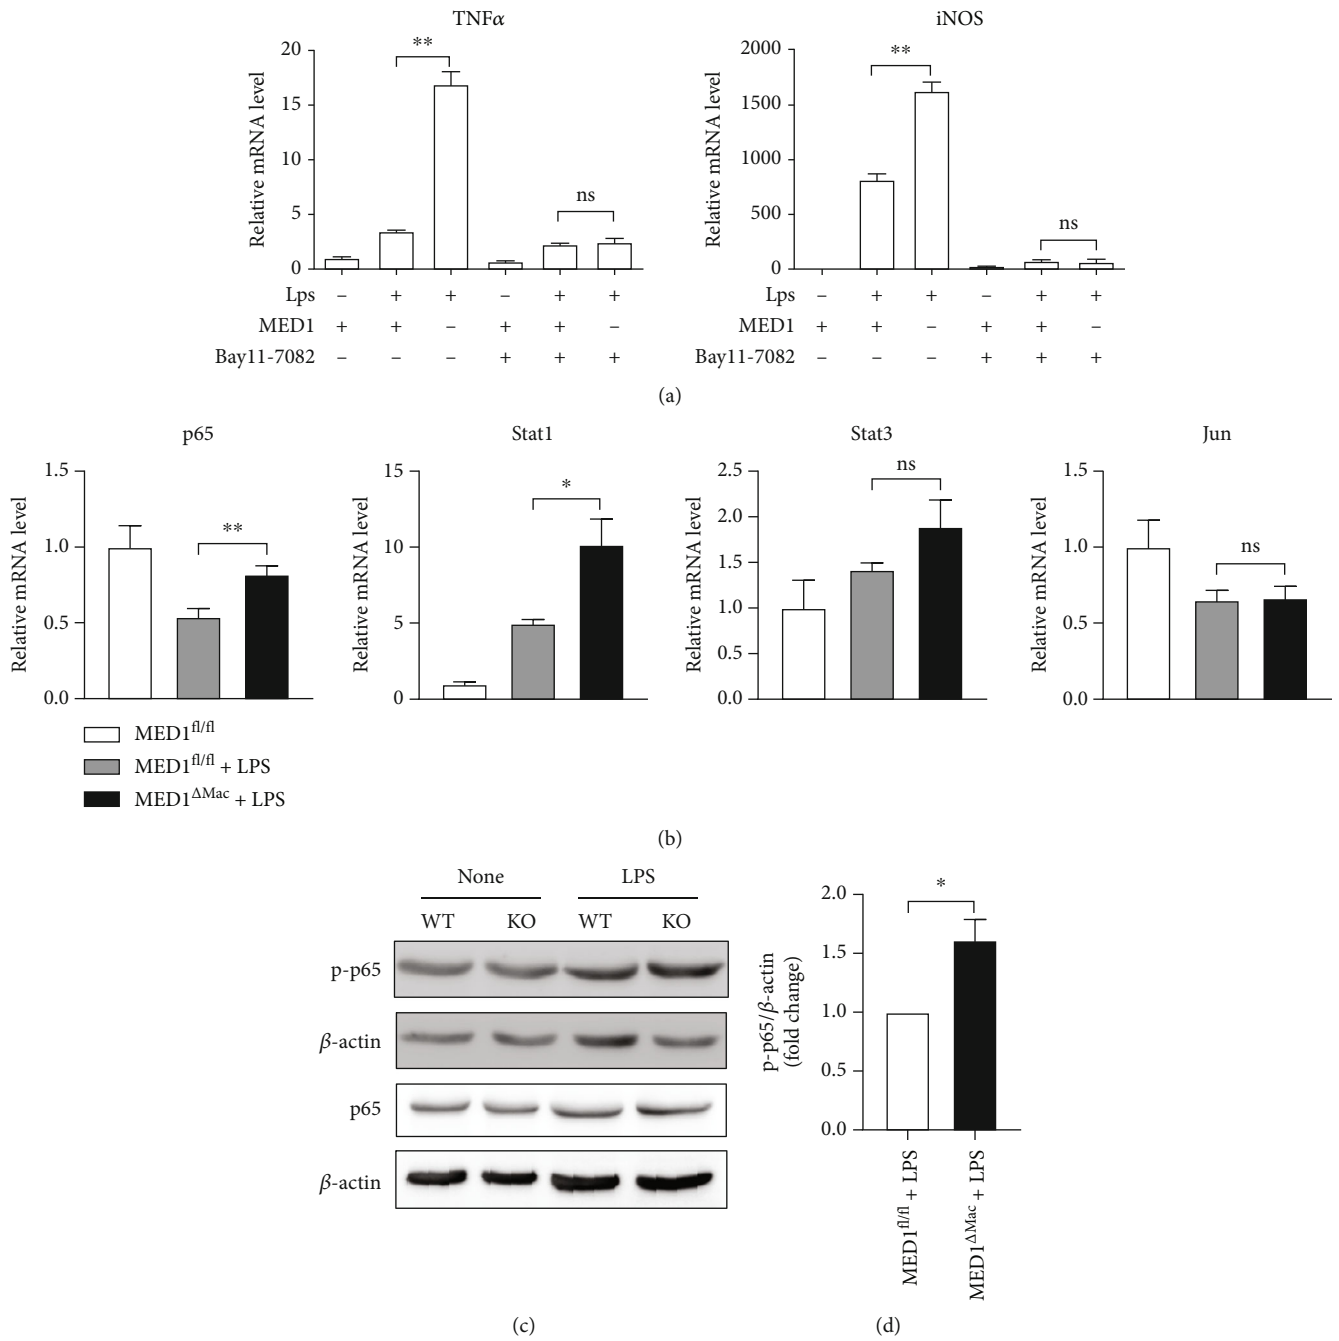 TNFα
iNOS
Relative mRNA level
20
15
10
5
0
**
ns
Relative mRNA level
2000
1500
1000
500
0
**
ns
Lps – + + – + +
MED1 + + – + + –
Bay11-7082 – – – + + +
Lps – + + – + +
MED1 + + – + + –
Bay11-7082 – – – + + +
(a)
p65
Stat1
Stat3
Jun
Relative mRNA level
1.5
1.0
0.5
0.0
**
Relative mRNA level
15
10
5
0
*
Relative mRNA level
2.5
2.0
1.5
1.0
0.5
0.0
ns
Relative mRNA level
1.5
1.0
0.5
0.0
ns
MED1fl/fl
MED1fl/fl + LPS
MED1ΔMac + LPS
(b)
None LPS
WT KO WT KO
p-p65
β-actin
p65
β-actin
(c)
p-p65/β-actin
(fold change)
2.0
1.5
1.0
0.5
0.0
*
MED1fl/fl + LPS
MED1ΔMac + LPS
(d)